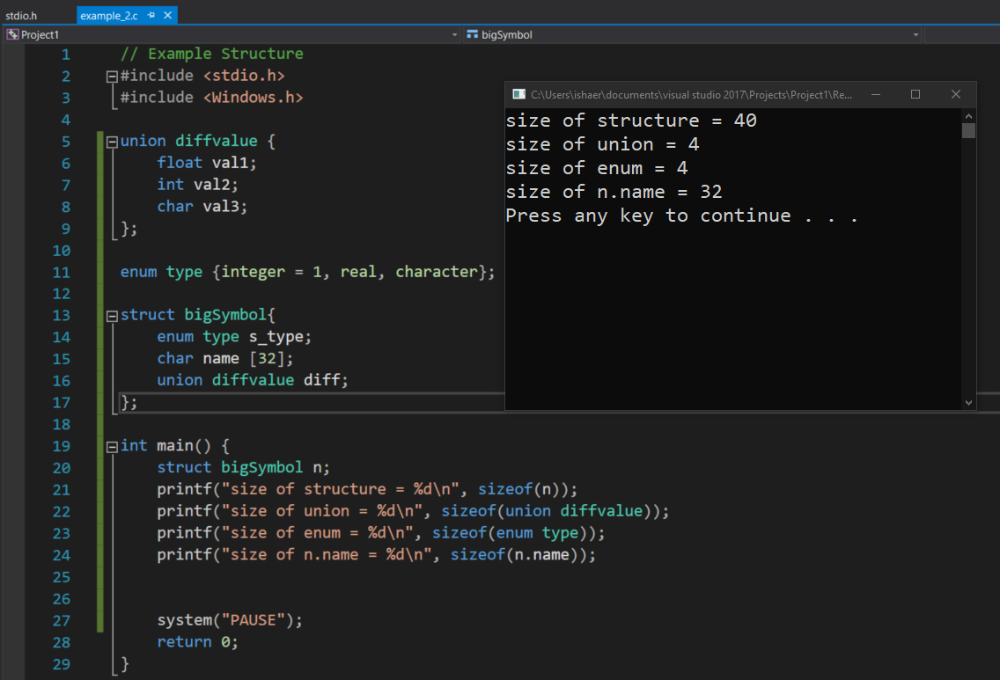 stdio.h example_2.c
Project1 bigSymbol
1 // Example Structure
2 #include <stdio.h>
3 #include <Windows.h>
4
5 union diffvalue {
6 float val1;
7 int val2;
8 char val3;
9 };
10
11 enum type {integer = 1, real, character};
12
13 struct bigSymbol{
14 enum type s_type;
15 char name [32];
16 union diffvalue diff;
17 };
18
19 int main() {
20 struct bigSymbol n;
21 printf("size of structure = %d\n", sizeof(n));
22 printf("size of union = %d\n", sizeof(union diffvalue));
23 printf("size of enum = %d\n", sizeof(enum type));
24 printf("size of n.name = %d\n", sizeof(n.name));
25
26
27 system("PAUSE");
28 return 0;
29 }
C:\Users\ishaer\documents\visual studio 2017\Projects\Project1\Re...
size of structure = 40
size of union = 4
size of enum = 4
size of n.name = 32
Press any key to continue . . .